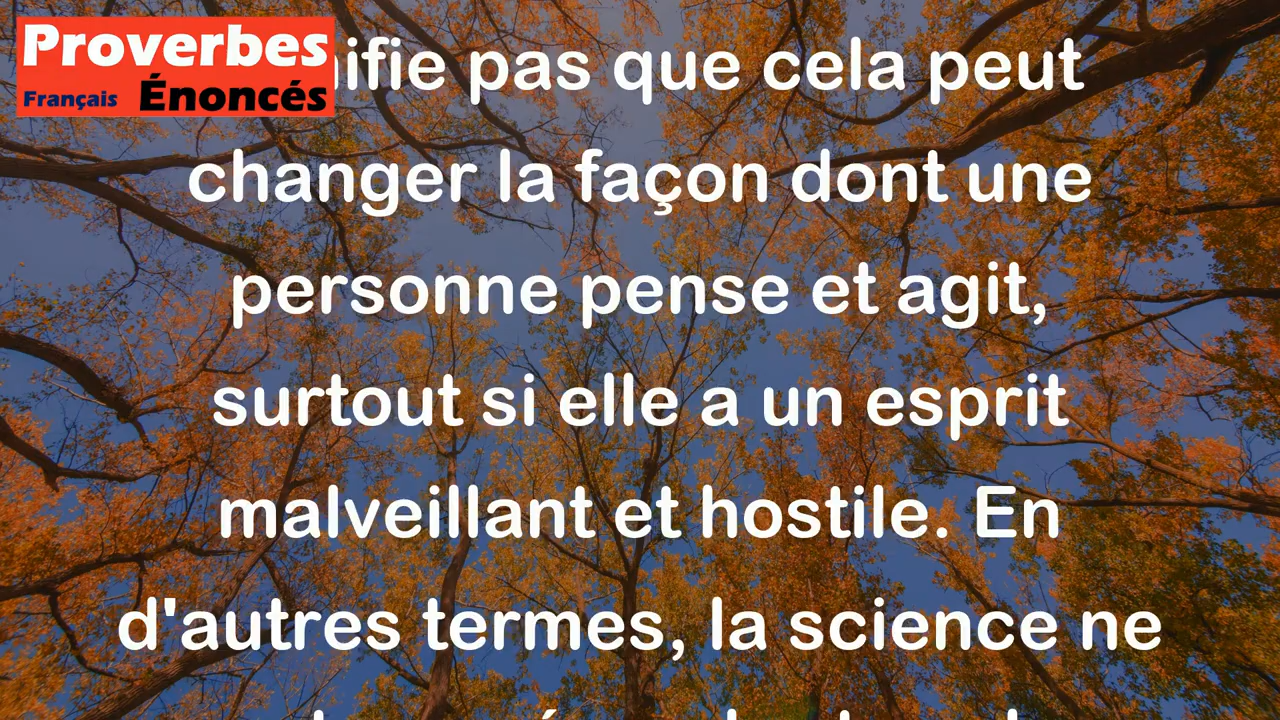 Proverbes
Français Énoncés
pas que cela peut
changer la façon dont une
personne pense et agit,
surtout si elle a un esprit
malveillant et hostile. En
d'autres termes, la science ne